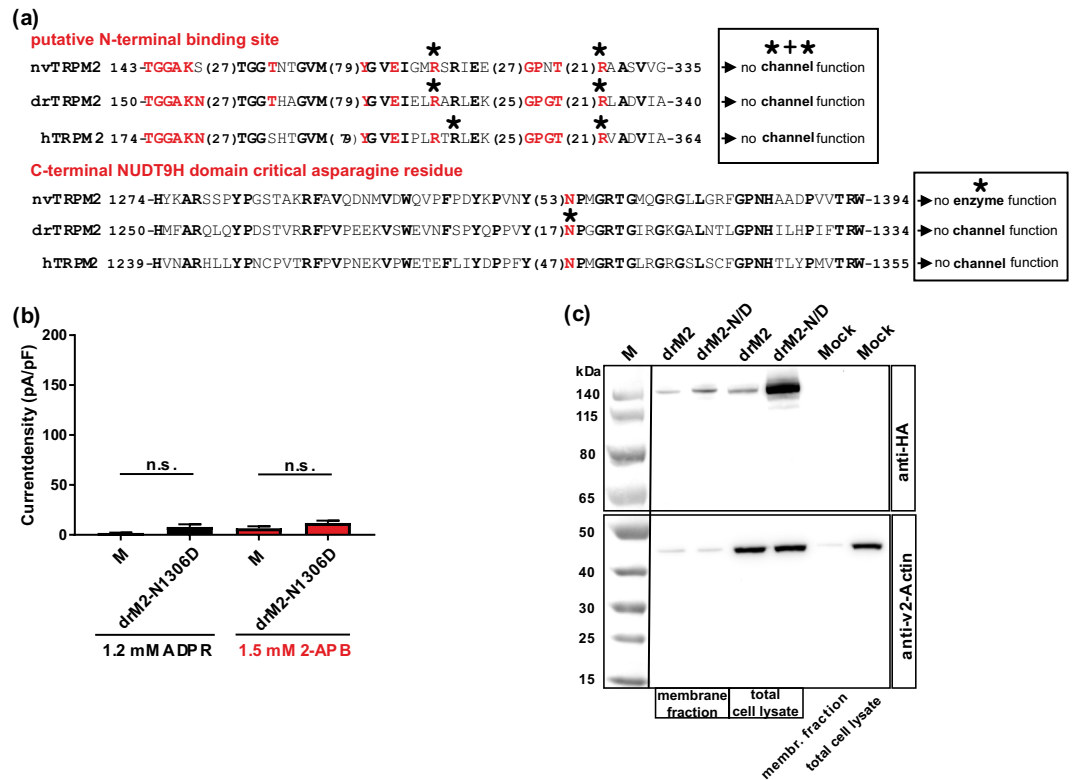 (a)
putative N-terminal binding site
nvTRPM2 143-TGGAKS(27)TGGTNTGVM(79)YGVEIGMRSRIEE(27)GPNT(21)RAASVVG-335
drTRPM2 150-TGGAKN(27)TGGTHAGVM(79)YGVEIELRARLEK(25)GPGT(21)RLADVIA-340
hTRPM2 174-TGGAKN(27)TGGSHTGVM(79)YGVEIPLRTRLEK(25)GPGT(21)RVADVIA-364
* + *
no channel function
no channel function
no channel function
C-terminal NUDT9H domain critical asparagine residue
nvTRPM2 1274-HYKARSSPYPGSTAKRFAVQDNMVDWQVPFPDYKPVNY(53)NPMGRTGMQGRGLLGRFGPNHAADPVVTRW-1394
drTRPM2 1250-HMFARQLQYPDSTVRRFPVPEEKVSWEVNFSPYQPPVY(17)NPGGRTGIRGKGALNTLGPNHILHPIFTRW-1334
hTRPM2 1239-HVNARHLLYPNCPVTRFPVPNEKVPWETEFLIYDPPFY(47)NPMGRTGLRGRGSLSCFGPNHTLYPMVTRW-1355
*
no enzyme function
no channel function
no channel function
(b)
Currentdensity (pA/pF)
200
150
100
50
0
n.s.
n.s.
M
drM2-N1306D
M
drM2-N1306D
1.2 mM ADPR
1.5 mM 2-APB
(c)
M
drM2
drM2-N/D
drM2
drM2-N/D
Mock
Mock
kDa
140
115
80
65
anti-HA
50
40
30
25
15
anti-v2-Actin
membrane
fraction
total
cell lysate
membr. fraction
total cell lysate